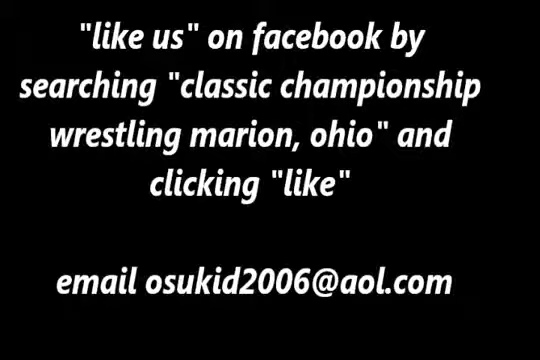 "like us" on facebook by
searching "classic championship
wrestling marion, ohio" and
clicking "like"
email osukid2006@aol.com